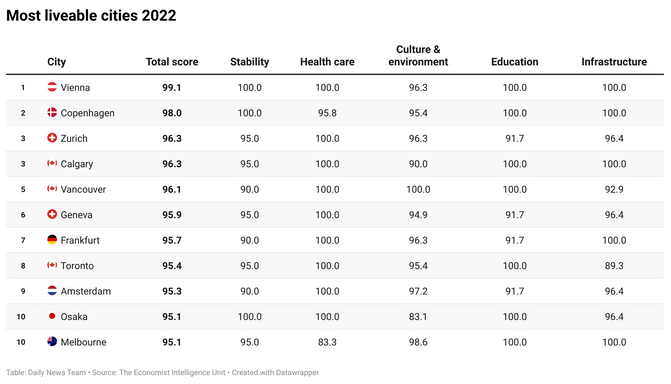 Most liveable cities 2022
City Total score Stability Health care Culture & environment Education Infrastructure
1 Vienna 99.1 100.0 100.0 96.3 100.0 100.0
2 Copenhagen 98.0 100.0 95.8 95.4 100.0 100.0
3 Zurich 96.3 95.0 100.0 96.3 91.7 96.4
3 Calgary 96.3 95.0 100.0 90.0 100.0 100.0
5 Vancouver 96.1 90.0 100.0 100.0 100.0 92.9
6 Geneva 95.9 95.0 100.0 94.9 91.7 96.4
7 Frankfurt 95.7 90.0 100.0 96.3 91.7 100.0
8 Toronto 95.4 95.0 100.0 95.4 100.0 89.3
9 Amsterdam 95.3 90.0 100.0 97.2 91.7 96.4
10 Osaka 95.1 100.0 100.0 83.1 100.0 96.4
10 Melbourne 95.1 95.0 83.3 98.6 100.0 100.0
Table: Daily News Team • Source: The Economist Intelligence Unit • Created with Datawrapper